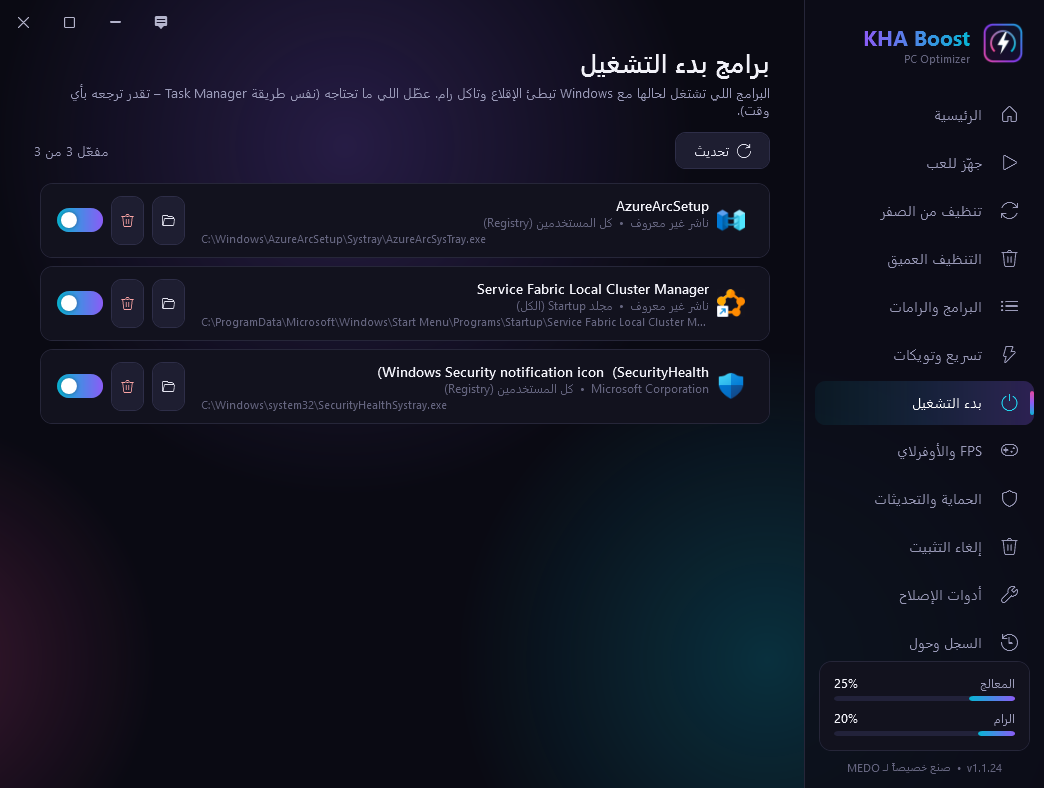 KHA Boost
PC Optimizer
الرئيسية
جهّز للعب
تنظيف من الصفر
التنظيف العميق
البرامج والرامات
تسريع وتويكات
بدء التشغيل
FPS والأوفرلاي
الحماية والتحديثات
إلغاء التثبيت
أدوات الإصلاح
السجل وحول
المعالج 25%
الرام 20%
صنع خصيصاً لـ MEDO • v1.1.24
برامج بدء التشغيل
البرامج اللي تشتغل لحالها مع Windows تبطئ الإقلاع وتاكل رام. عطّل اللي ما تحتاجه (نفس طريقة Task Manager – تقدر ترجعه بأي
وقت).
تحديث
مفعّل 3 من 3
AzureArcSetup
ناشر غير معروف • كل المستخدمين (Registry)
C:\Windows\AzureArcSetup\Systray\AzureArcSysTray.exe
Service Fabric Local Cluster Manager
ناشر غير معروف • مجلد Startup (الكل)
C:\ProgramData\Microsoft\Windows\Start Menu\Programs\Startup\Service Fabric Local Cluster M...
(Windows Security notification icon (SecurityHealth
Microsoft Corporation • كل المستخدمين (Registry)
C:\Windows\system32\SecurityHealthSystray.exe